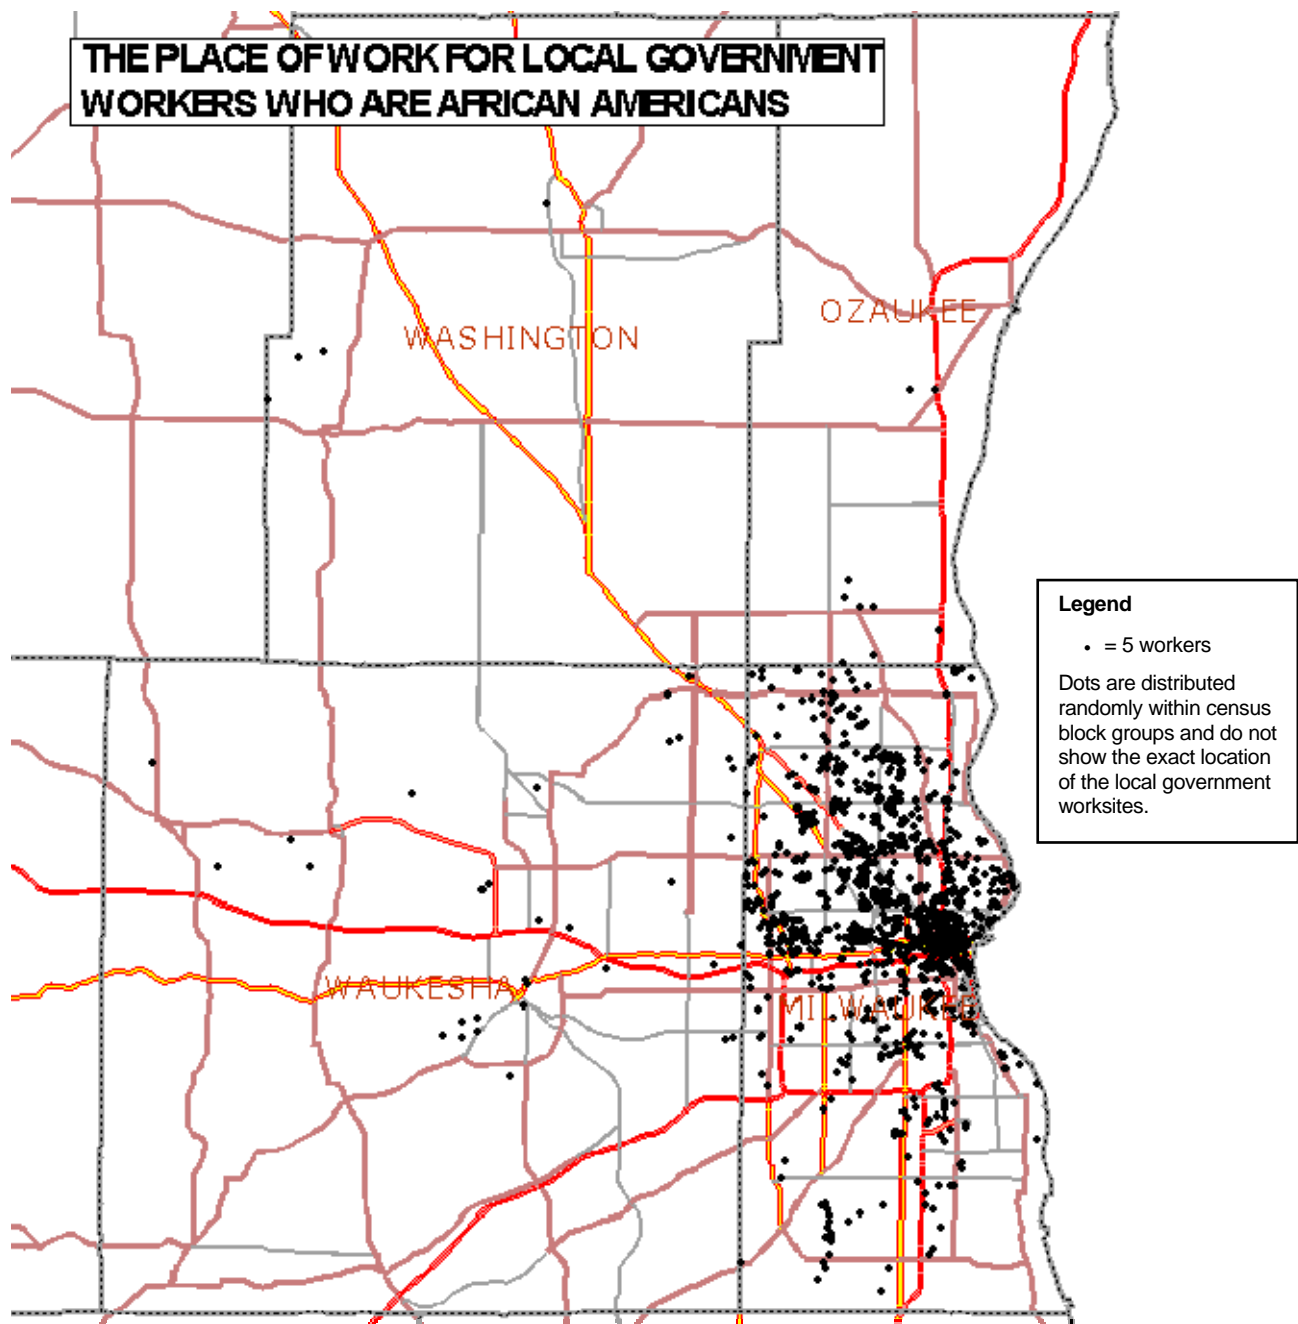 THE PLACE OF WORK FOR LOCAL GOVERNMENT
WORKERS WHO ARE AFRICAN AMERICANS
OZAUKEE
WASHINGTON
Legend
• = 5 workers
Dots are distributed
randomly within census
block groups and do not
show the exact location
of the local government
worksites.
WAUKESHA
MILWAUKEE